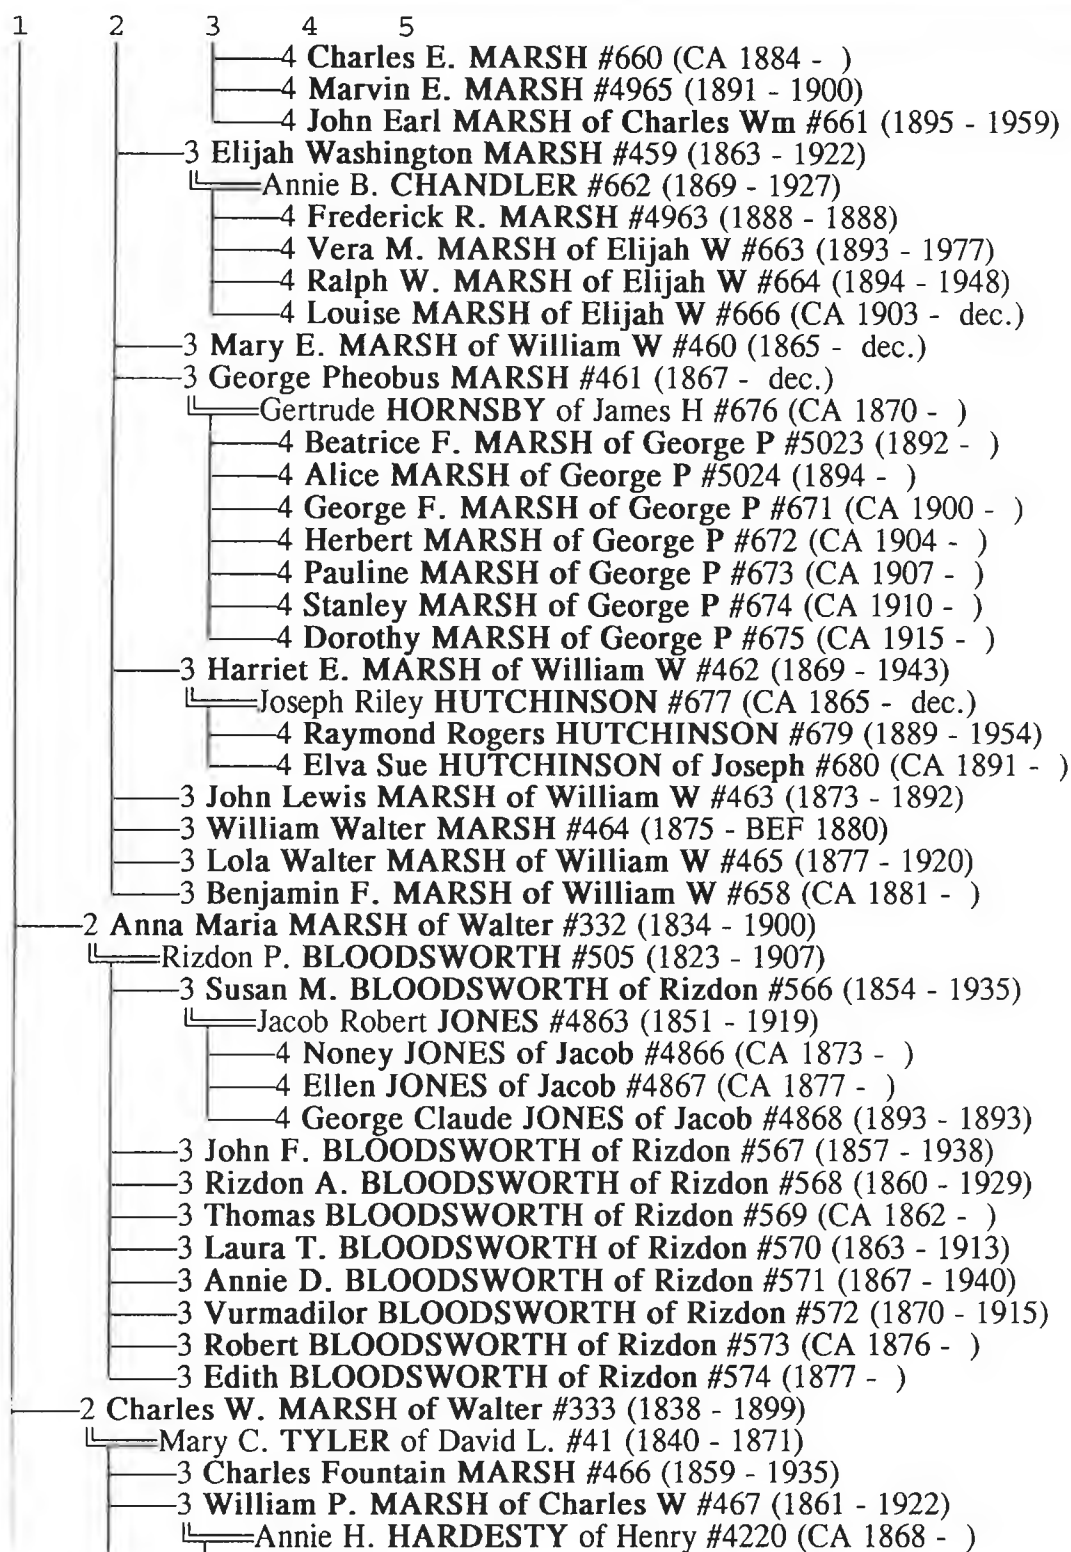 1 2 3 4 5
4 Charles E. MARSH #660 (CA 1884 - )
4 Marvin E. MARSH #4965 (1891 - 1900)
4 John Earl MARSH of Charles Wm #661 (1895 - 1959)
3 Elijah Washington MARSH #459 (1863 - 1922)
Annie B. CHANDLER #662 (1869 - 1927)
4 Frederick R. MARSH #4963 (1888 - 1888)
4 Vera M. MARSH of Elijah W #663 (1893 - 1977)
4 Ralph W. MARSH of Elijah W #664 (1894 - 1948)
4 Louise MARSH of Elijah W #666 (CA 1903 - dec.)
3 Mary E. MARSH of William W #460 (1865 - dec.)
3 George Pheobus MARSH #461 (1867 - dec.)
Gertrude HORNSBY of James H #676 (CA 1870 - )
4 Beatrice F. MARSH of George P #5023 (1892 - )
4 Alice MARSH of George P #5024 (1894 - )
4 George F. MARSH of George P #671 (CA 1900 - )
4 Herbert MARSH of George P #672 (CA 1904 - )
4 Pauline MARSH of George P #673 (CA 1907 - )
4 Stanley MARSH of George P #674 (CA 1910 - )
4 Dorothy MARSH of George P #675 (CA 1915 - )
3 Harriet E. MARSH of William W #462 (1869 - 1943)
Joseph Riley HUTCHINSON #677 (CA 1865 - dec.)
4 Raymond Rogers HUTCHINSON #679 (1889 - 1954)
4 Elva Sue HUTCHINSON of Joseph #680 (CA 1891 - )
3 John Lewis MARSH of William W #463 (1873 - 1892)
3 William Walter MARSH #464 (1875 - BEF 1880)
3 Lola Walter MARSH of William W #465 (1877 - 1920)
3 Benjamin F. MARSH of William W #658 (CA 1881 - )
2 Anna Maria MARSH of Walter #332 (1834 - 1900)
Rizdon P. BLOODSWORTH #505 (1823 - 1907)
3 Susan M. BLOODSWORTH of Rizdon #566 (1854 - 1935)
Jacob Robert JONES #4863 (1851 - 1919)
4 Noney JONES of Jacob #4866 (CA 1873 - )
4 Ellen JONES of Jacob #4867 (CA 1877 - )
4 George Claude JONES of Jacob #4868 (1893 - 1893)
3 John F. BLOODSWORTH of Rizdon #567 (1857 - 1938)
3 Rizdon A. BLOODSWORTH of Rizdon #568 (1860 - 1929)
3 Thomas BLOODSWORTH of Rizdon #569 (CA 1862 - )
3 Laura T. BLOODSWORTH of Rizdon #570 (1863 - 1913)
3 Annie D. BLOODSWORTH of Rizdon #571 (1867 - 1940)
3 Vurmadilor BLOODSWORTH of Rizdon #572 (1870 - 1915)
3 Robert BLOODSWORTH of Rizdon #573 (CA 1876 - )
3 Edith BLOODSWORTH of Rizdon #574 (1877 - )
2 Charles W. MARSH of Walter #333 (1838 - 1899)
Mary C. TYLER of David L. #41 (1840 - 1871)
3 Charles Fountain MARSH #466 (1859 - 1935)
3 William P. MARSH of Charles W #467 (1861 - 1922)
Annie H. HARDESTY of Henry #4220 (CA 1868 - )